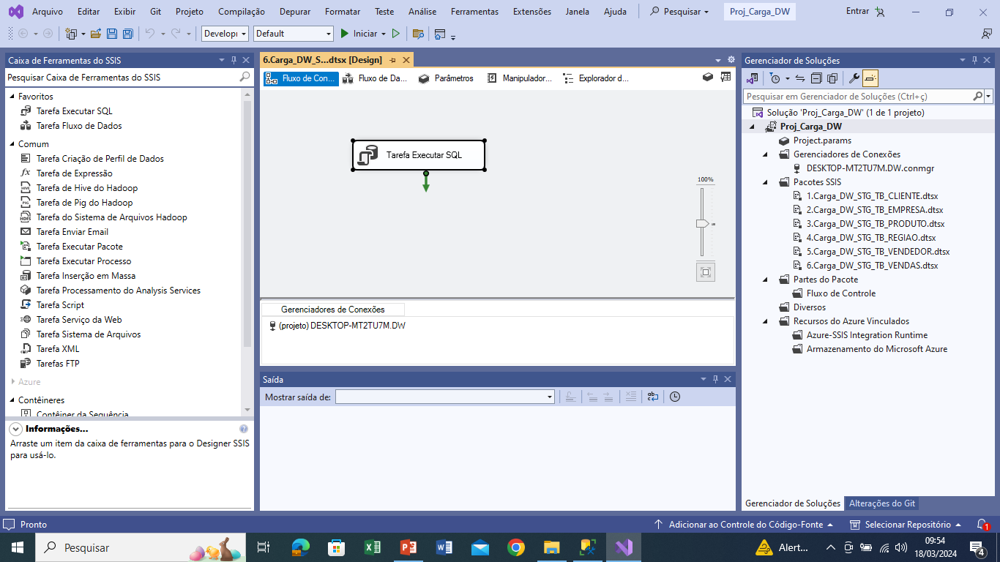 Arquivo Editar Exibir Git Projeto Compilação Depurar Formatar Teste Análise Ferramentas Extensões Janela Ajuda Pesquisar Proj_Carga_DW Entrar
Develop Default Iniciar
Caixa de Ferramentas do SSIS
Pesquisar Caixa de Ferramentas do SSIS
Favoritos
Tarefa Executar SQL
Tarefa Fluxo de Dados
Comum
Tarefa Criação de Perfil de Dados
Tarefa de Expressão
Tarefa de Hive do Hadoop
Tarefa de Pig do Hadoop
Tarefa do Sistema de Arquivos Hadoop
Tarefa Enviar Email
Tarefa Executar Pacote
Tarefa Executar Processo
Tarefa Inserção em Massa
Tarefa Processamento do Analysis Services
Tarefa Script
Tarefa Serviço da Web
Tarefa Sistema de Arquivos
Tarefa XML
Tarefas FTP
Azure
Contêineres
Contêiner da Sequência
Informações...
Arraste um item da caixa de ferramentas para o Designer SSIS
para usá-lo.
6.Carga_DW_S...dtsx [Design]
Fluxo de Con... Fluxo de Da... Parâmetros Manipulador... Explorador d...
Tarefa Executar SQL
100%
Gerenciadores de Conexões
(projeto) DESKTOP-MT2TU7M.DW
Saída
Mostrar saída de:
Gerenciador de Soluções
Pesquisar em Gerenciador de Soluções (Ctrl+ç)
Solução 'Proj_Carga_DW' (1 de 1 projeto)
Proj_Carga_DW
Project.params
Gerenciadores de Conexões
DESKTOP-MT2TU7M.DW.conmgr
Pacotes SSIS
1.Carga_DW_STG_TB_CLIENTE.dtsx
2.Carga_DW_STG_TB_EMPRESA.dtsx
3.Carga_DW_STG_TB_PRODUTO.dtsx
4.Carga_DW_STG_TB_REGIAO.dtsx
5.Carga_DW_STG_TB_VENDEDOR.dtsx
6.Carga_DW_STG_TB_VENDAS.dtsx
Partes do Pacote
Fluxo de Controle
Diversos
Recursos do Azure Vinculados
Azure-SSIS Integration Runtime
Armazenamento do Microsoft Azure
Gerenciador de Soluções Alterações do Git
Pronto Adicionar ao Controle do Código-Fonte Selecionar Repositório 1
Pesquisar Alert... 09:54
18/03/2024 4